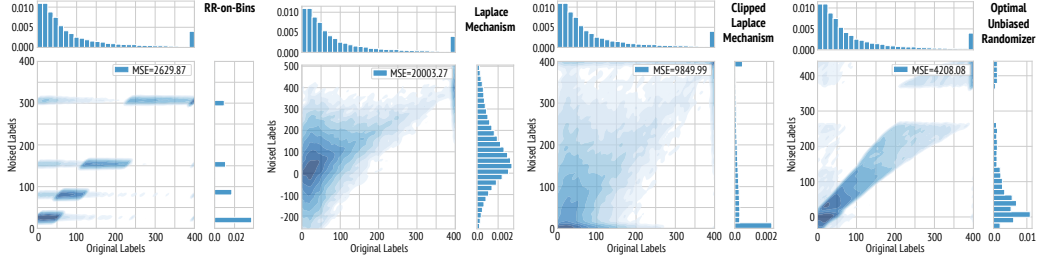 RR-on-Bins
0.010
0.005
0.000
400
MSE=2629.87
300
200
100
0
Noised Labels
0 100 200 300 400
Original Labels
0.0 0.02
Laplace
Mechanism
0.010
0.005
0.000
500
MSE=20003.27
400
300
200
100
0
-100
-200
Noised Labels
0 100 200 300 400
Original Labels
0.0 0.002
Clipped
Laplace
Mechanism
0.010
0.005
0.000
400
MSE=9849.99
300
200
100
0
Noised Labels
0 100 200 300 400
Original Labels
0.0 0.002
Optimal
Unbiased
Randomizer
0.010
0.005
0.000
MSE=4208.08
400
300
200
100
0
Noised Labels
0 100 200 300 400
Original Labels
0.0 0.01